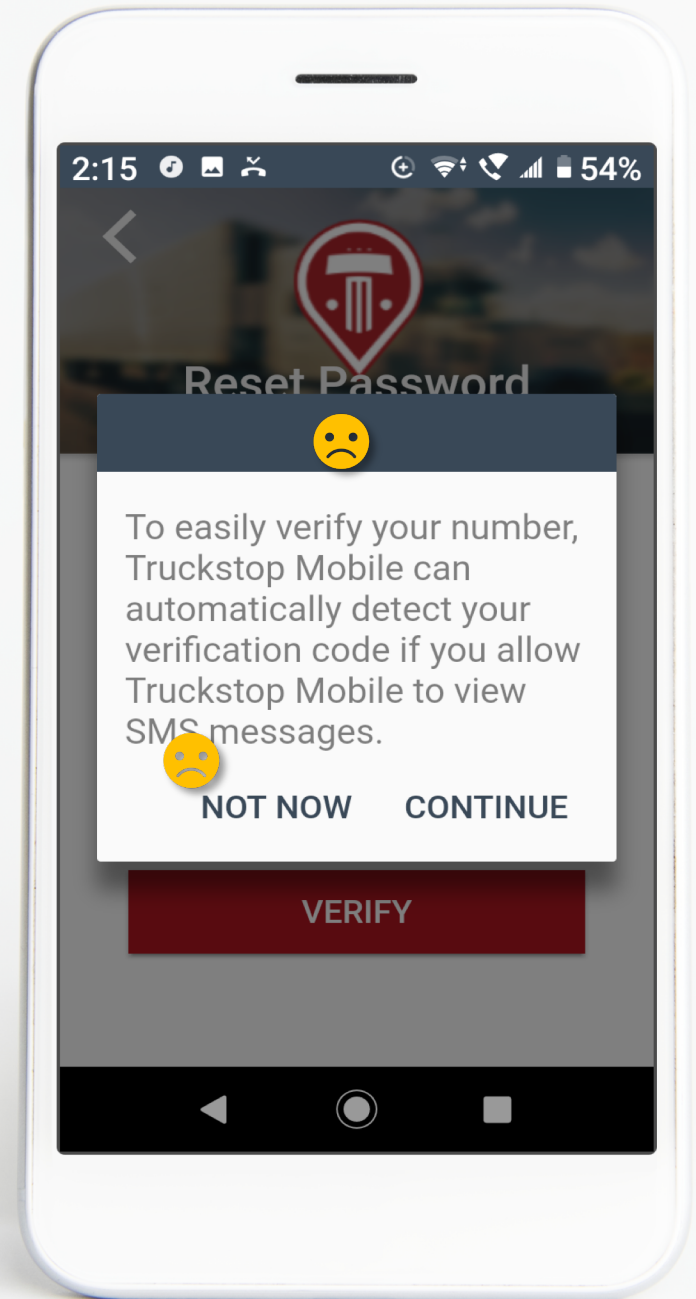 2:15 54%
Reset Password
To easily verify your number,
Truckstop Mobile can
automatically detect your
verification code if you allow
Truckstop Mobile to view
SMS messages.
NOT NOW CONTINUE
VERIFY